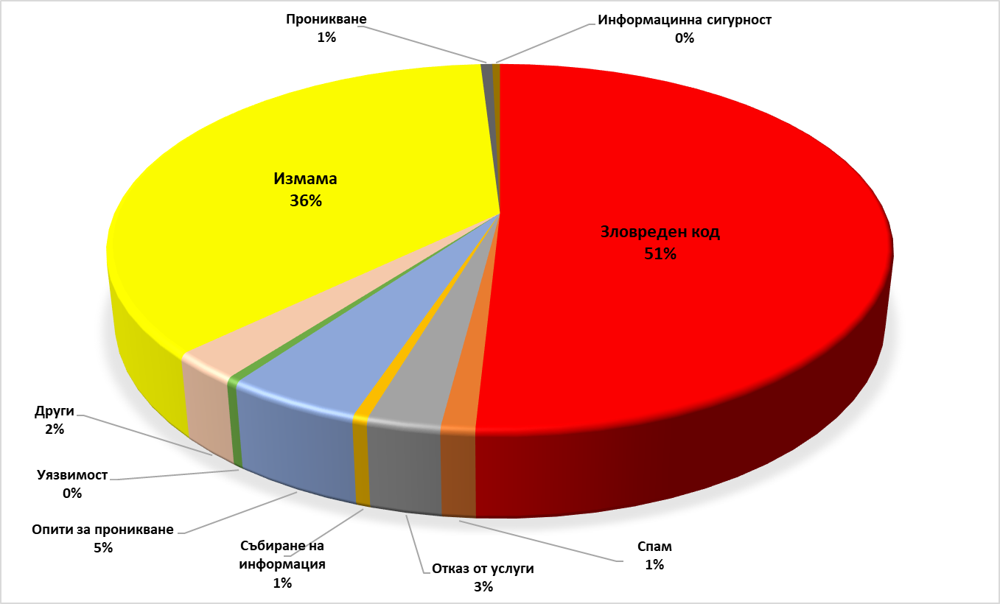 Проникване
1%
Информацинна сигурност
0%
Измама
36%
Зловреден код
51%
Други
2%
Уязвимост
0%
Опити за проникване
5%
Събиране на
информация
1%
Отказ от услуги
3%
Спам
1%